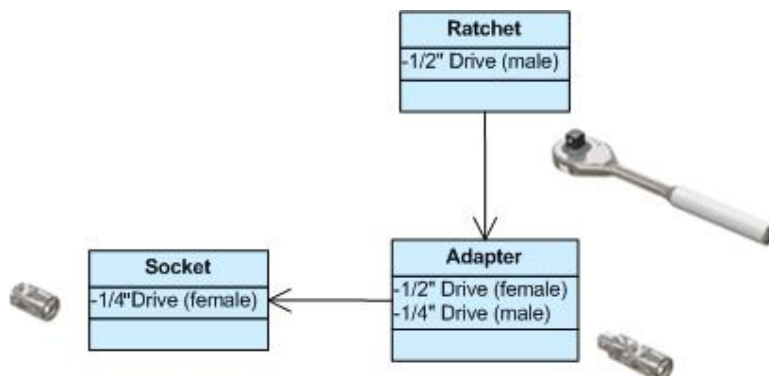 Ratchet
-1/2" Drive (male)
Socket
-1/4"Drive (female)
Adapter
-1/2" Drive (female)
-1/4" Drive (male)